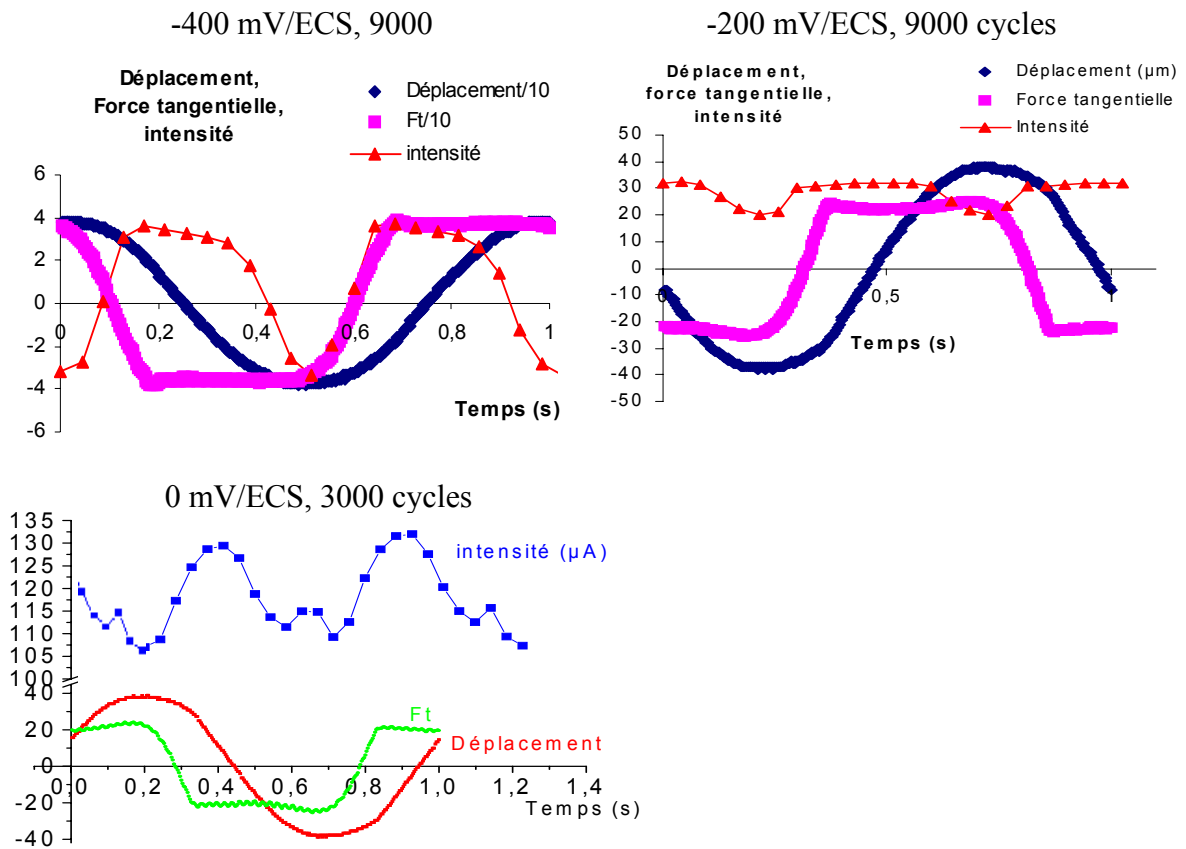 -400 mV/ECS, 9000
Déplacement,
Force tangentielle,
intensité
Déplacement/10
Ft/10
intensité
6
4
2
0
-2
-4
-6
0
0,2
0,4
0,6
0,8
1
Temps (s)
-200 mV/ECS, 9000 cycles
Déplacement,
force tangentielle,
intensité
Déplacement (µm)
Force tangentielle
Intensité
50
40
30
20
10
0
-10
-20
-30
-40
-50
0
0,5
1
Temps (s)
0 mV/ECS, 3000 cycles
135
130
125
120
115
110
105
100
40
20
0
-20
-40
intensité (µA)
Ft
Déplacement
0,0
0,2
0,4
0,6
0,8
1,0
1,2
1,4
Temps (s)